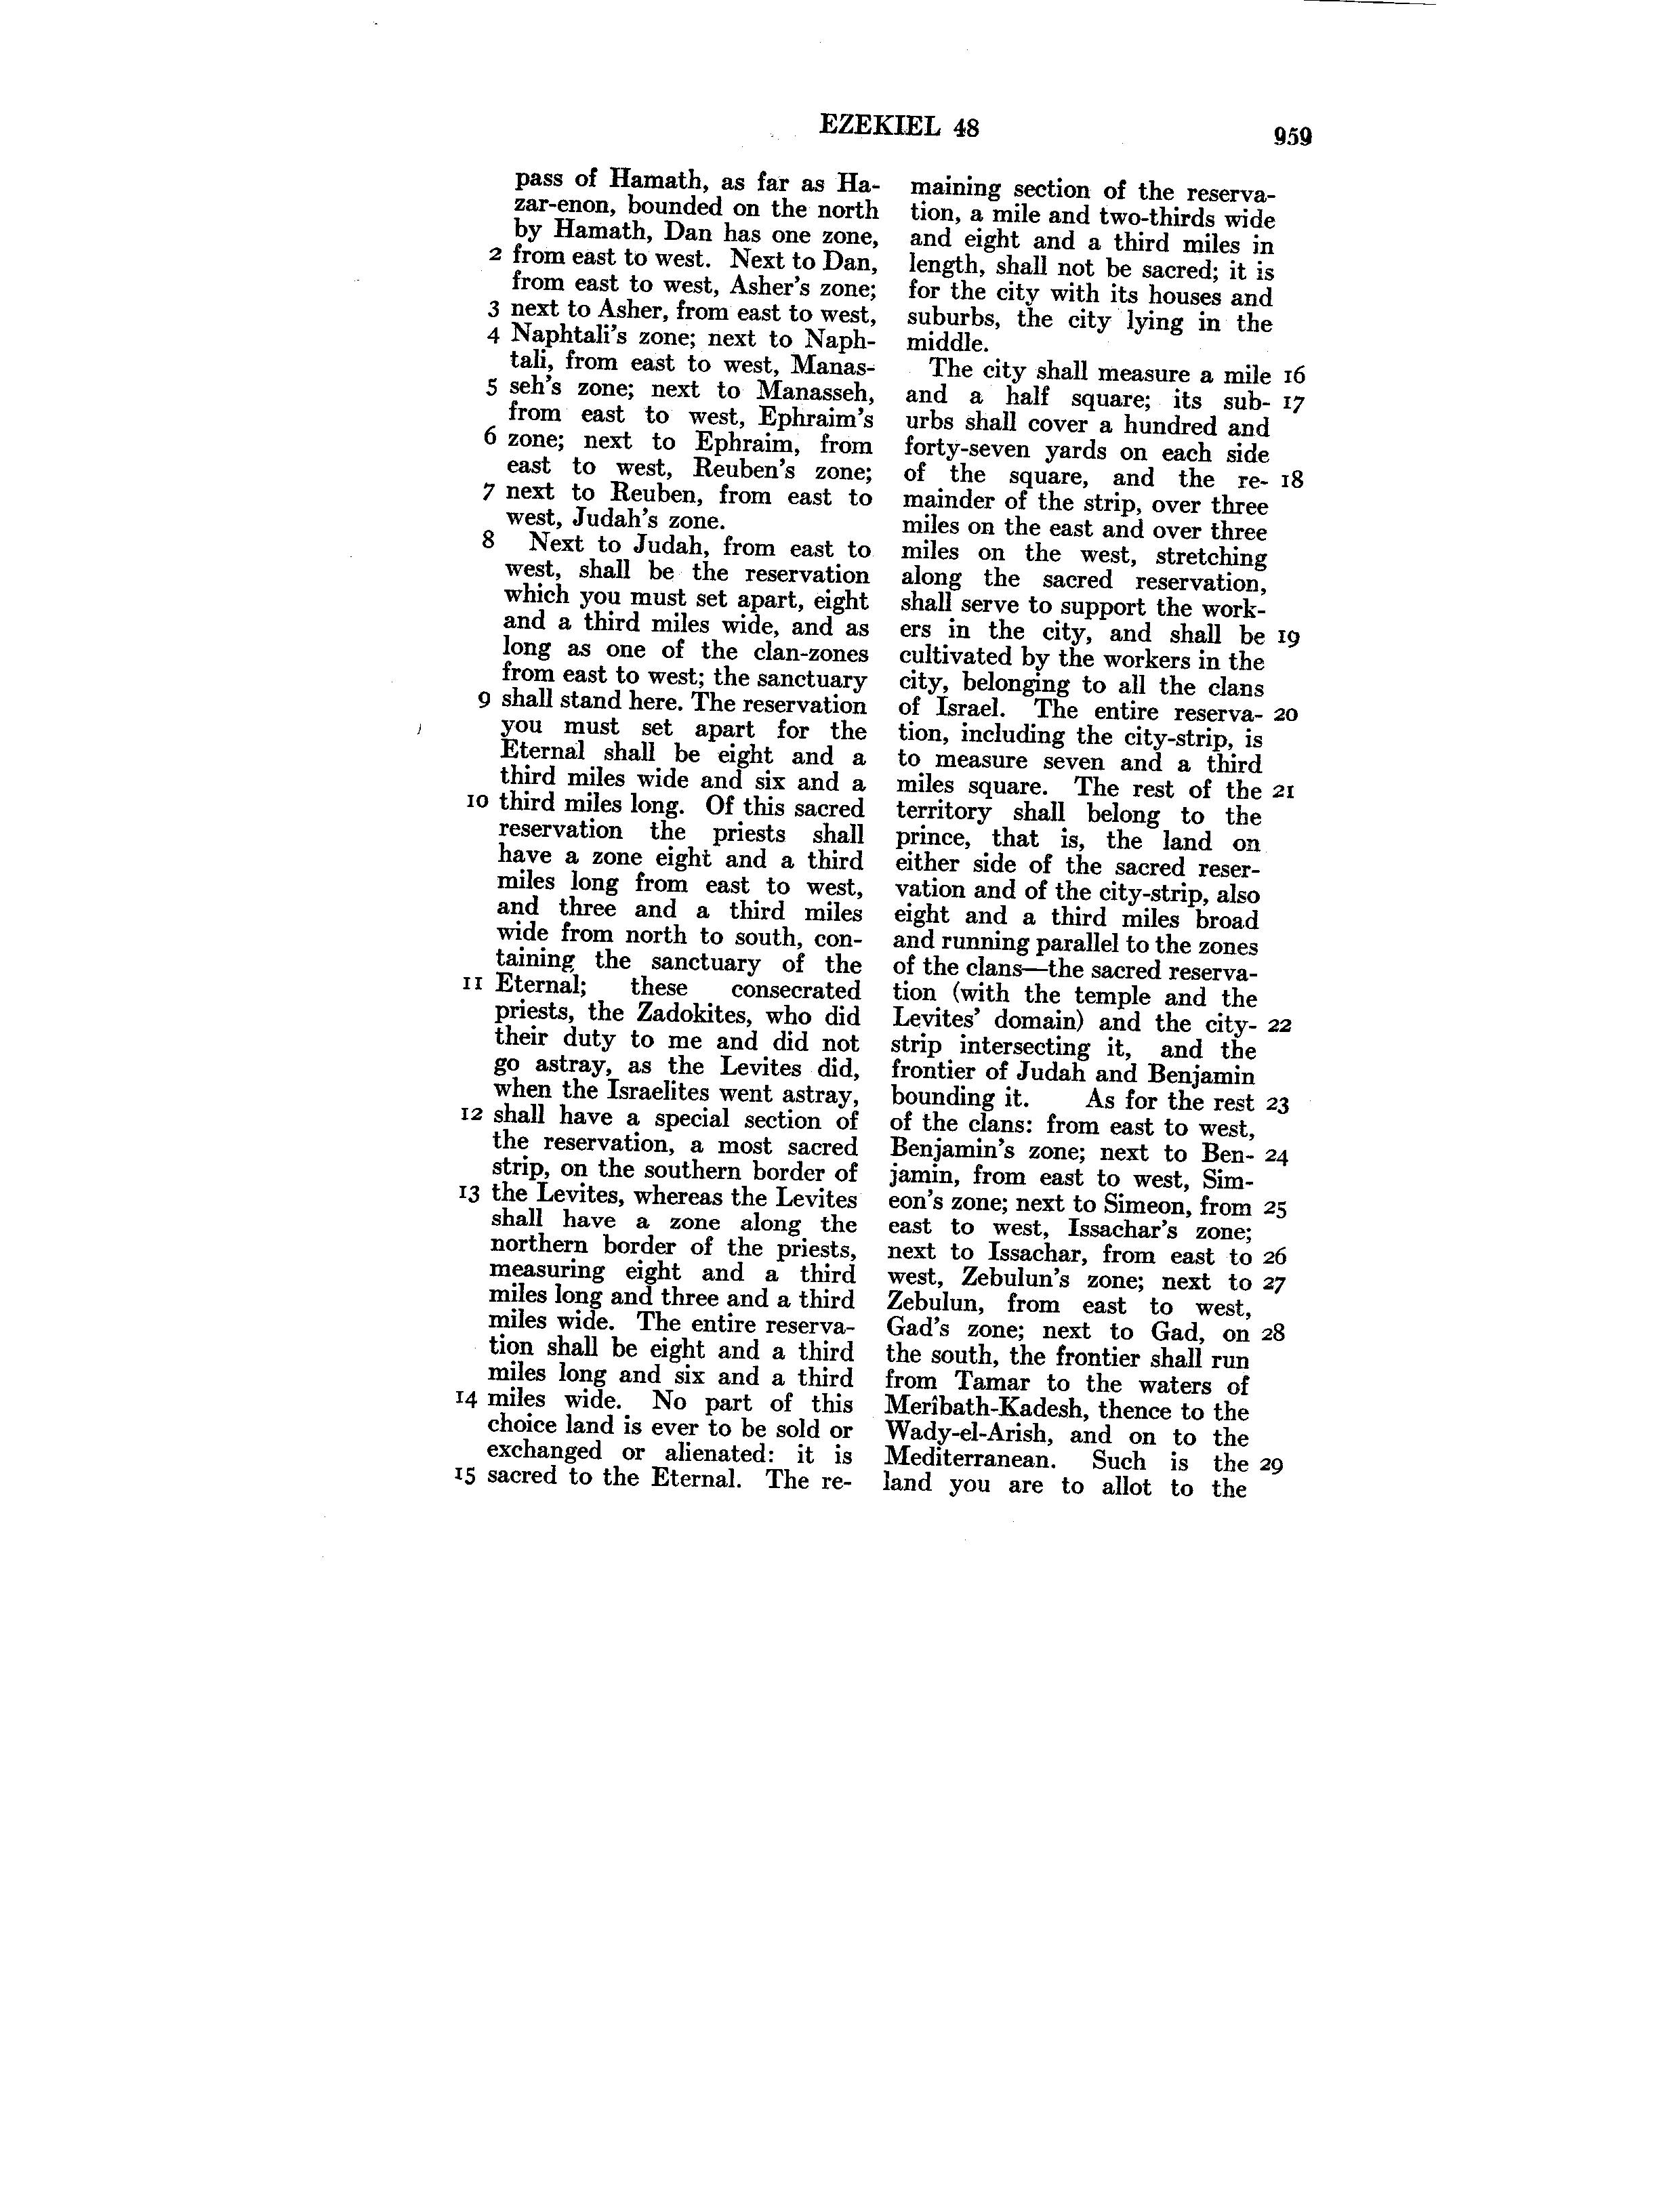 EZEKIEL 48
959
pass of Hamath, as far as Ha-
zar-enon, bounded on the north
by Hamath, Dan has one zone,
2 from east to west. Next to Dan,
from east to west, Asher's zone;
3 next to Asher, from east to west,
4 Naphtali's zone; next to Naph-
tali, from east to west, Manas-
5 seh's zone; next to Manasseh,
from east to west, Ephraim's
6 zone; next to Ephraim, from
east to west, Reuben's zone;
7 next to Reuben, from east to
west, Judah's zone.
8 Next to Judah, from east to
west, shall be the reservation
which you must set apart, eight
and a third miles wide, and as
long as one of the clan-zones
from east to west; the sanctuary
9 shall stand here. The reservation
you must set apart for the
Eternal shall be eight and a
third miles wide and six and a
10 third miles long. Of this sacred
reservation the priests shall
have a zone eight and a third
miles long from east to west,
and three and a third miles
wide from north to south, con-
taining the sanctuary of the
11 Eternal; these consecrated
priests, the Zadokites, who did
their duty to me and did not
go astray, as the Levites did,
when the Israelites went astray,
12 shall have a special section of
the reservation, a most sacred
strip, on the southern border of
13 the Levites, whereas the Levites
shall have a zone along the
northern border of the priests,
measuring eight and a third
miles long and three and a third
miles wide. The entire reserva-
tion shall be eight and a third
miles long and six and a third
14 miles wide. No part of this
choice land is ever to be sold or
exchanged or alienated: it is
15 sacred to the Eternal. The re-
maining section of the reserva-
tion, a mile and two-thirds wide
and eight and a third miles in
length, shall not be sacred; it is
for the city with its houses and
suburbs, the city lying in the
middle.
The city shall measure a mile 16
and a half square; its sub- 17
urbs shall cover a hundred and
forty-seven yards on each side
of the square, and the re- 18
mainder of the strip, over three
miles on the east and over three
miles on the west, stretching
along the sacred reservation,
shall serve to support the work-
ers in the city, and shall be 19
cultivated by the workers in the
city, belonging to all the clans
of Israel. The entire reserva- 20
tion, including the city-strip, is
to measure seven and a third
miles square. The rest of the 21
territory shall belong to the
prince, that is, the land on
either side of the sacred reser-
vation and of the city-strip, also
eight and a third miles broad
and running parallel to the zones
of the clans—the sacred reserva-
tion (with the temple and the
Levites' domain) and the city- 22
strip intersecting it, and the
frontier of Judah and Benjamin
bounding it. As for the rest 23
of the clans: from east to west,
Benjamin's zone; next to Ben- 24
jamin, from east to west, Sim-
eon's zone; next to Simeon, from 25
east to west, Issachar's zone;
next to Issachar, from east to 26
west, Zebulun's zone; next to 27
Zebulun, from east to west,
Gad's zone; next to Gad, on 28
the south, the frontier shall run
from Tamar to the waters of
Merîbath-Kadesh, thence to the
Wady-el-Arish, and on to the
Mediterranean. Such is the 29
land you are to allot to the